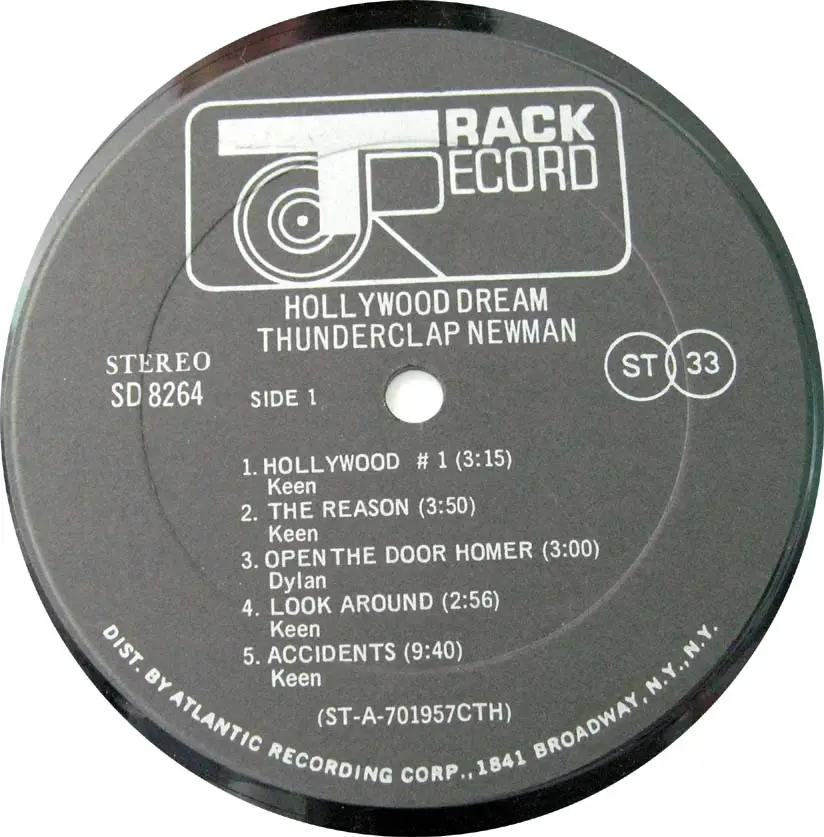 TRACK
RECORD
HOLLYWOOD DREAM
THUNDERCLAP NEWMAN
STEREO
SD 8264
SIDE 1
ST 33
1. HOLLYWOOD # 1 (3:15)
Keen
2. THE REASON (3:50)
Keen
3. OPEN THE DOOR HOMER (3:00)
Dylan
4. LOOK AROUND (2:56)
Keen
5. ACCIDENTS (9:40)
Keen
(ST-A-701957CTH)
DIST. BY ATLANTIC RECORDING CORP., 1841 BROADWAY, N.Y., N.Y.